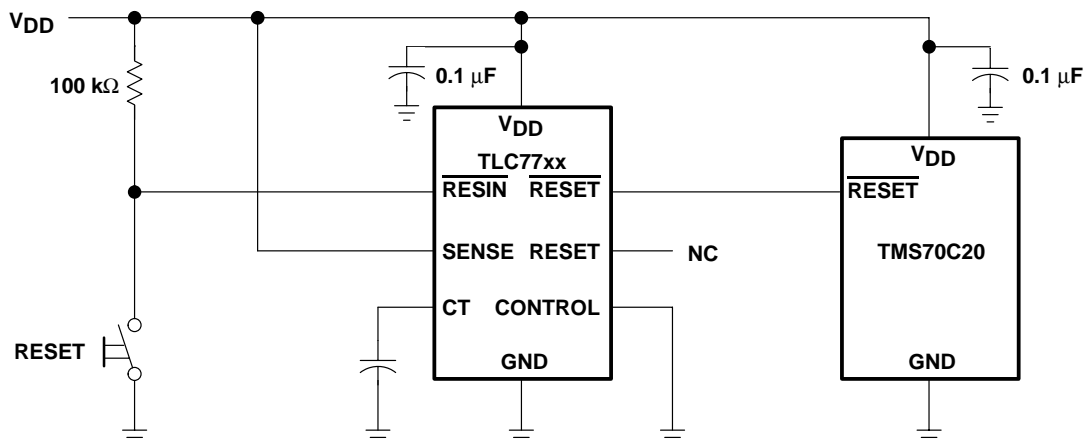 VDD
100 kΩ
0.1 μF
0.1 μF
VDD
TLC77xx
RESIN RESET
SENSE RESET
CT CONTROL
GND
NC
VDD
RESET
TMS70C20
GND
RESET